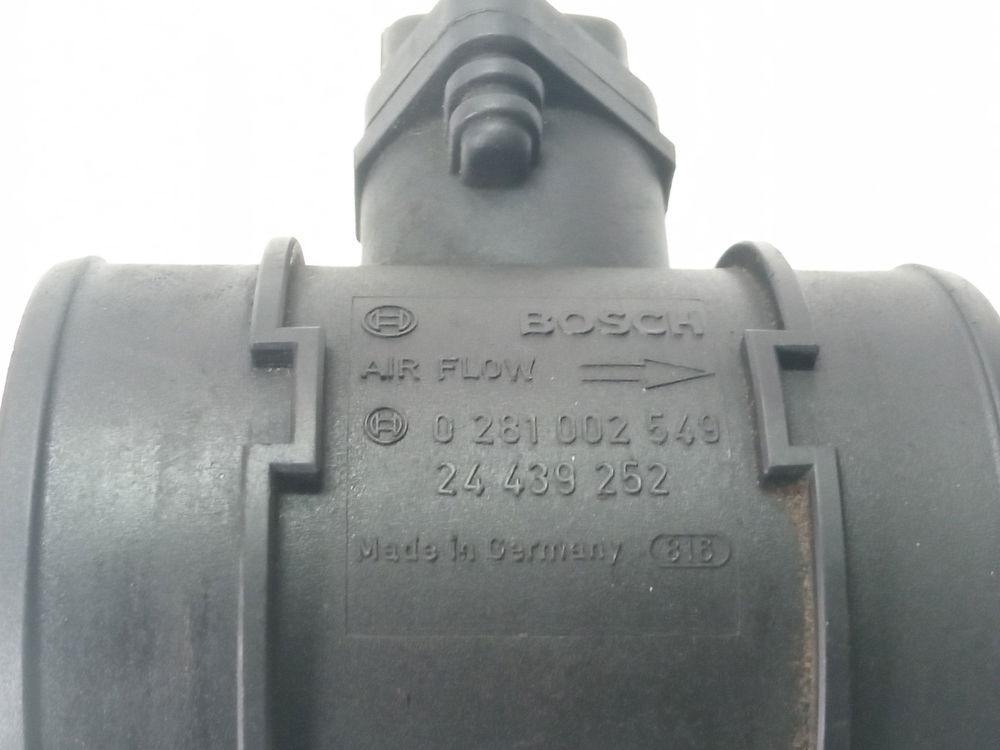 BOSCH
AIR FLOW
0 281 002 549
24 439 252
Made in Germany 818